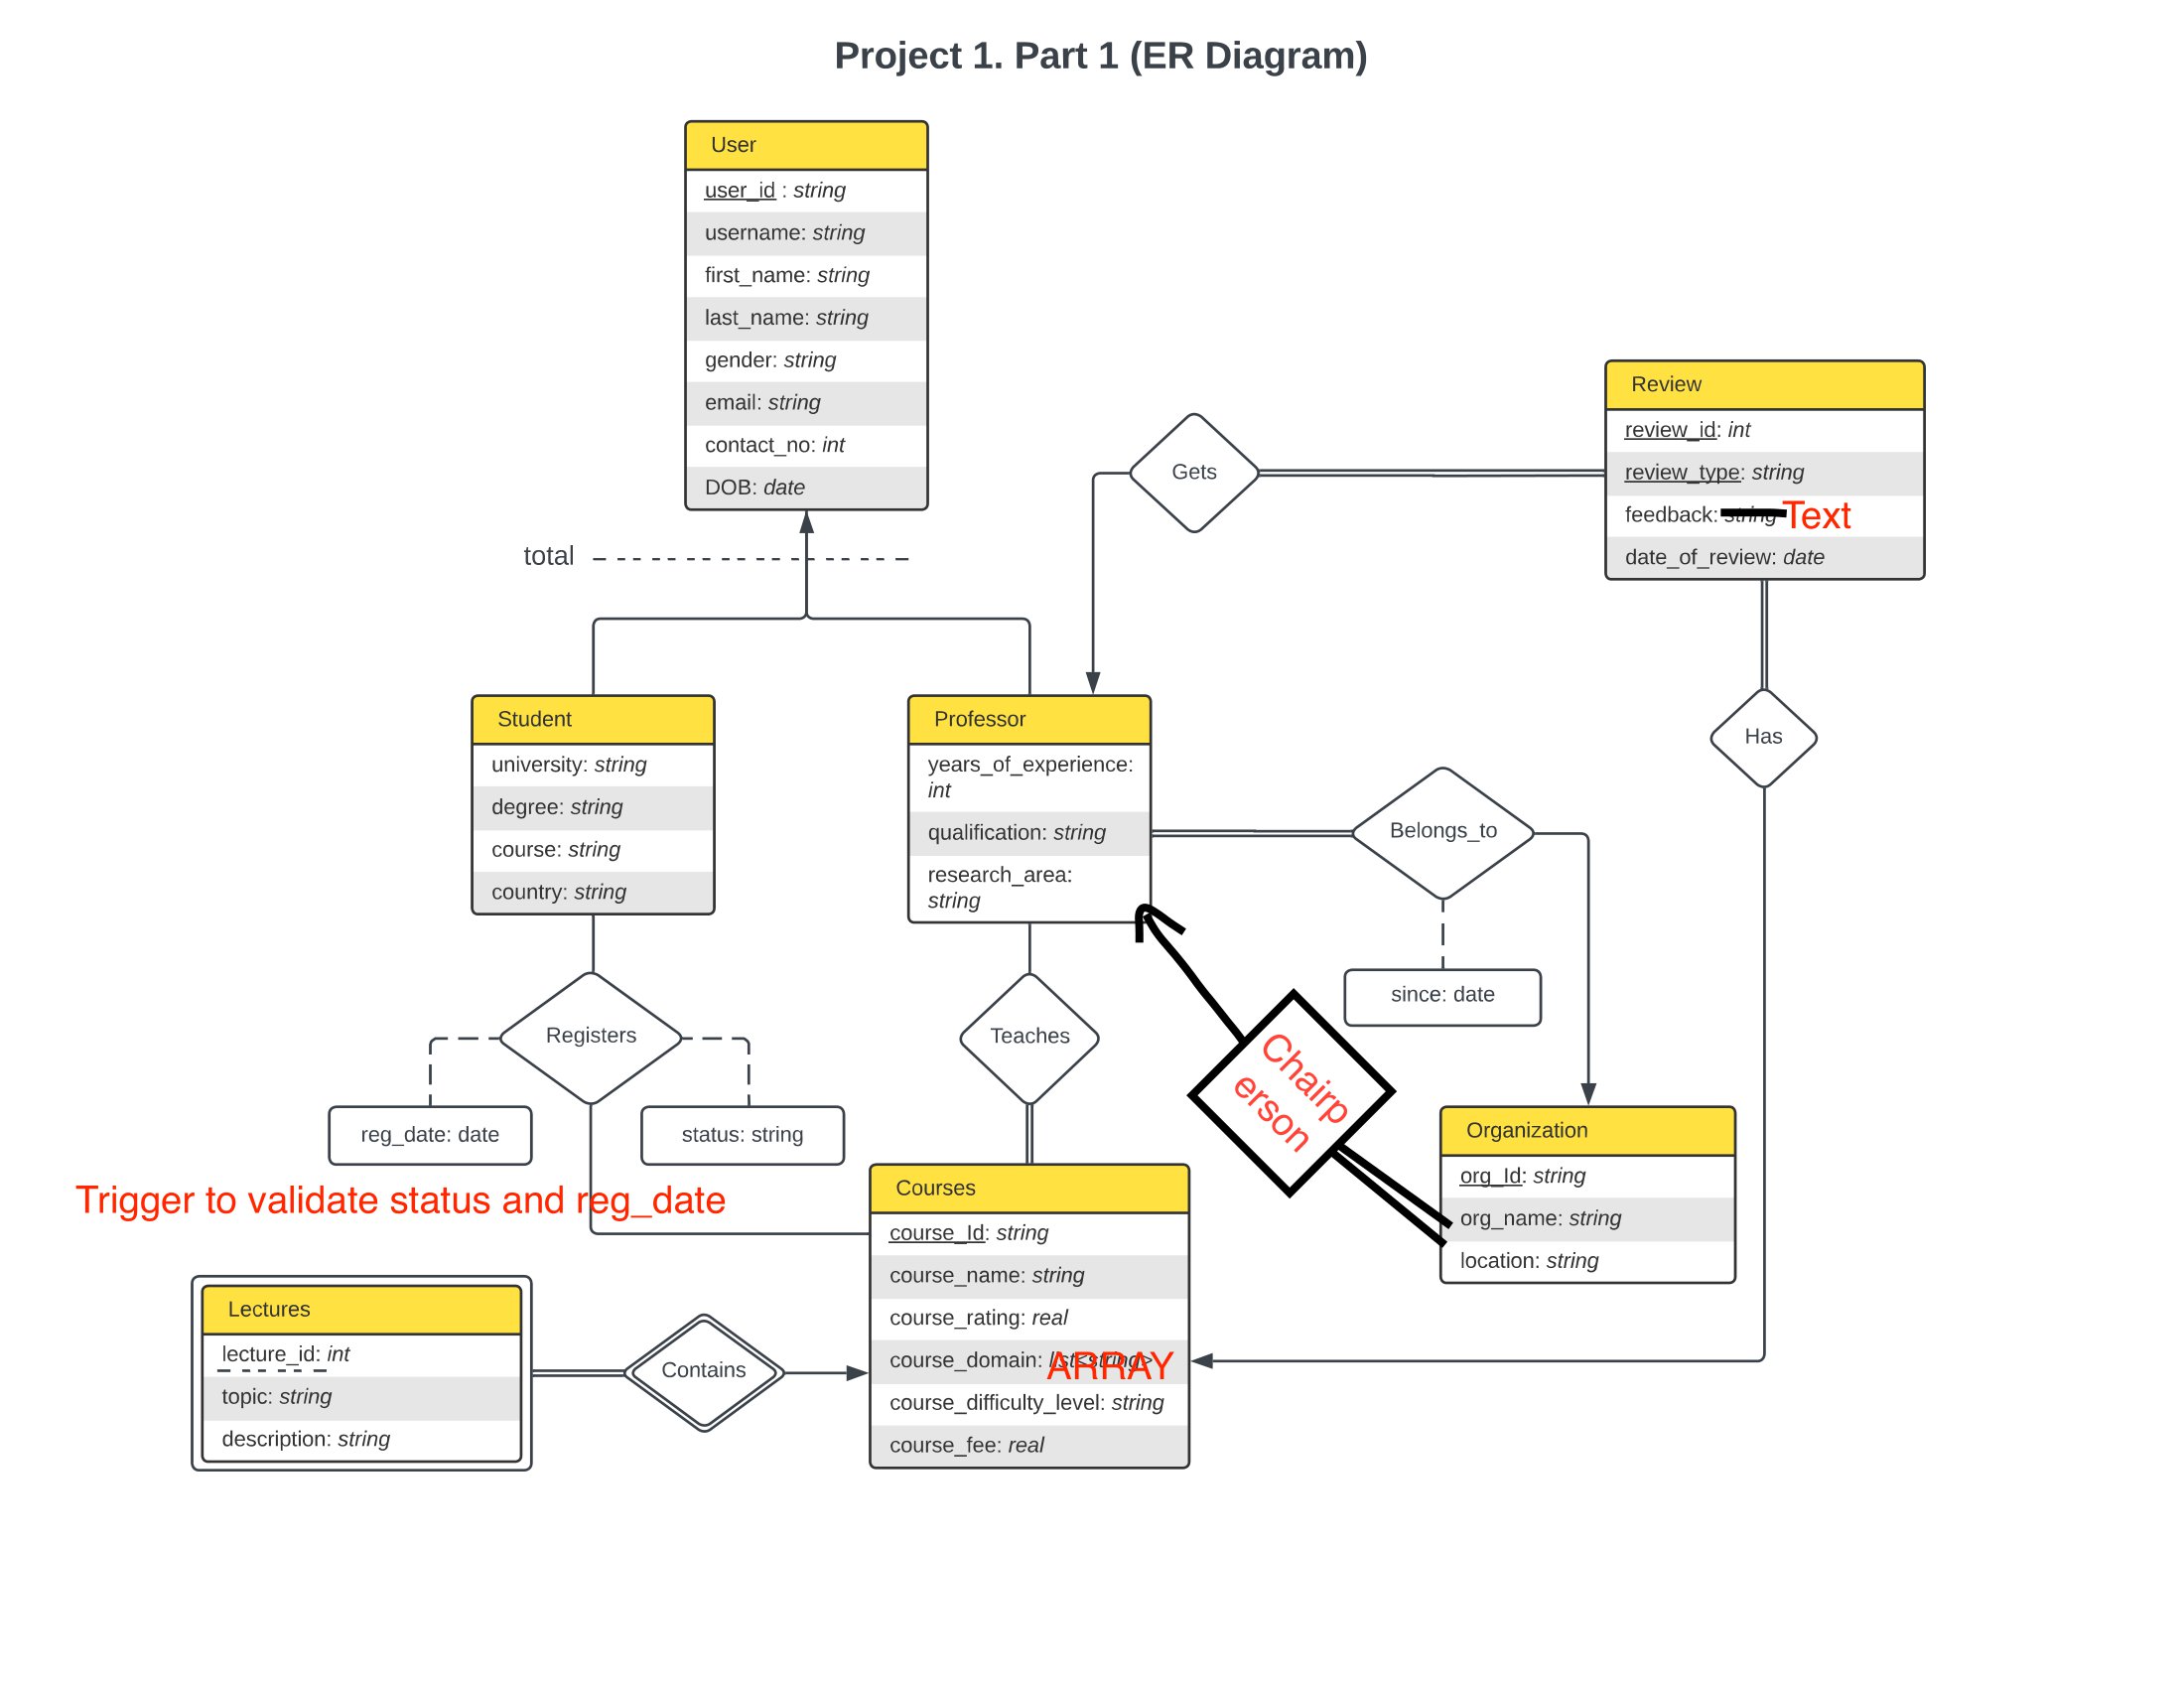 Project 1. Part 1 (ER Diagram)
User
user_id : string
username: string
first_name: string
last_name: string
gender: string
email: string
contact_no: int
DOB: date
total
Gets
Review
review_id: int
review_type: string
feedback: string Text
date_of_review: date
Has
Student
university: string
degree: string
course: string
country: string
Professor
years_of_experience:
int
qualification: string
research_area:
string
Belongs_to
since: date
Registers
reg_date: date
status: string
Trigger to validate status and reg_date
Teaches
Chairp
erson
Organization
org_Id: string
org_name: string
location: string
Courses
course_Id: string
course_name: string
course_rating: real
course_domain: list<string>
ARRAY
course_difficulty_level: string
course_fee: real
Lectures
lecture_id: int
topic: string
description: string
Contains